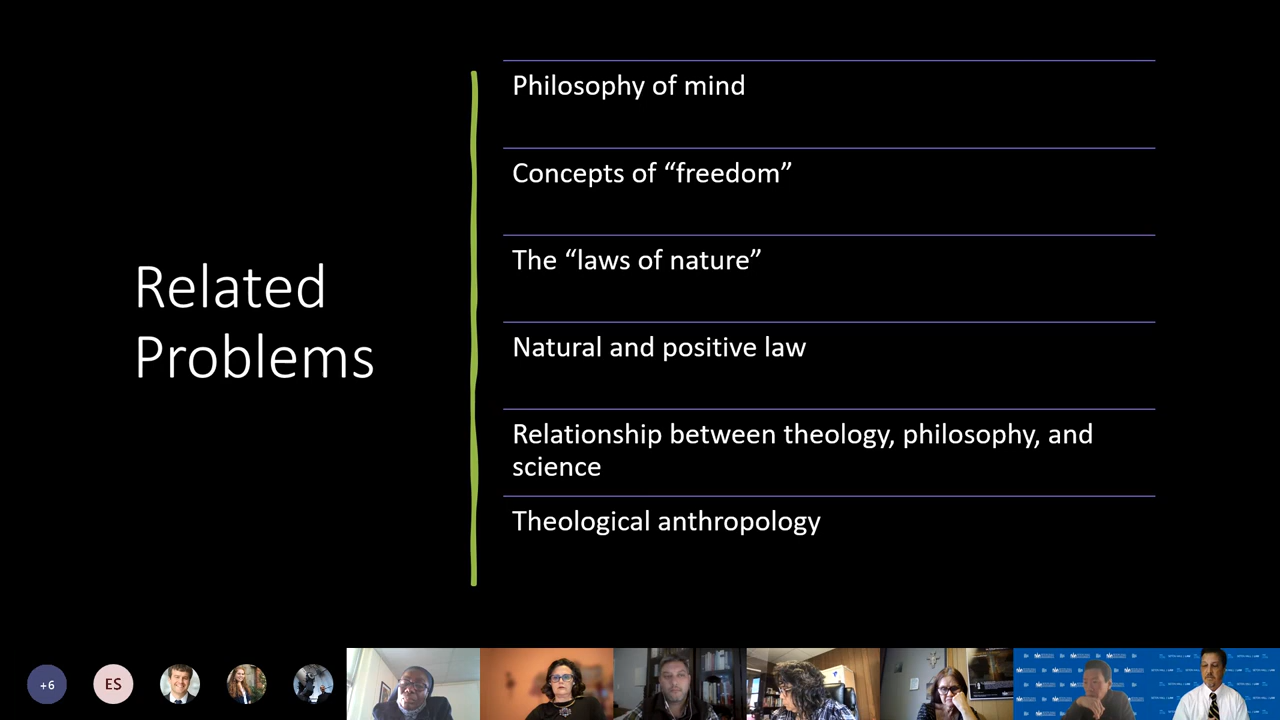 Related
Problems
Philosophy of mind
Concepts of “freedom”
The “laws of nature”
Natural and positive law
Relationship between theology, philosophy, and
science
Theological anthropology
+6
ES